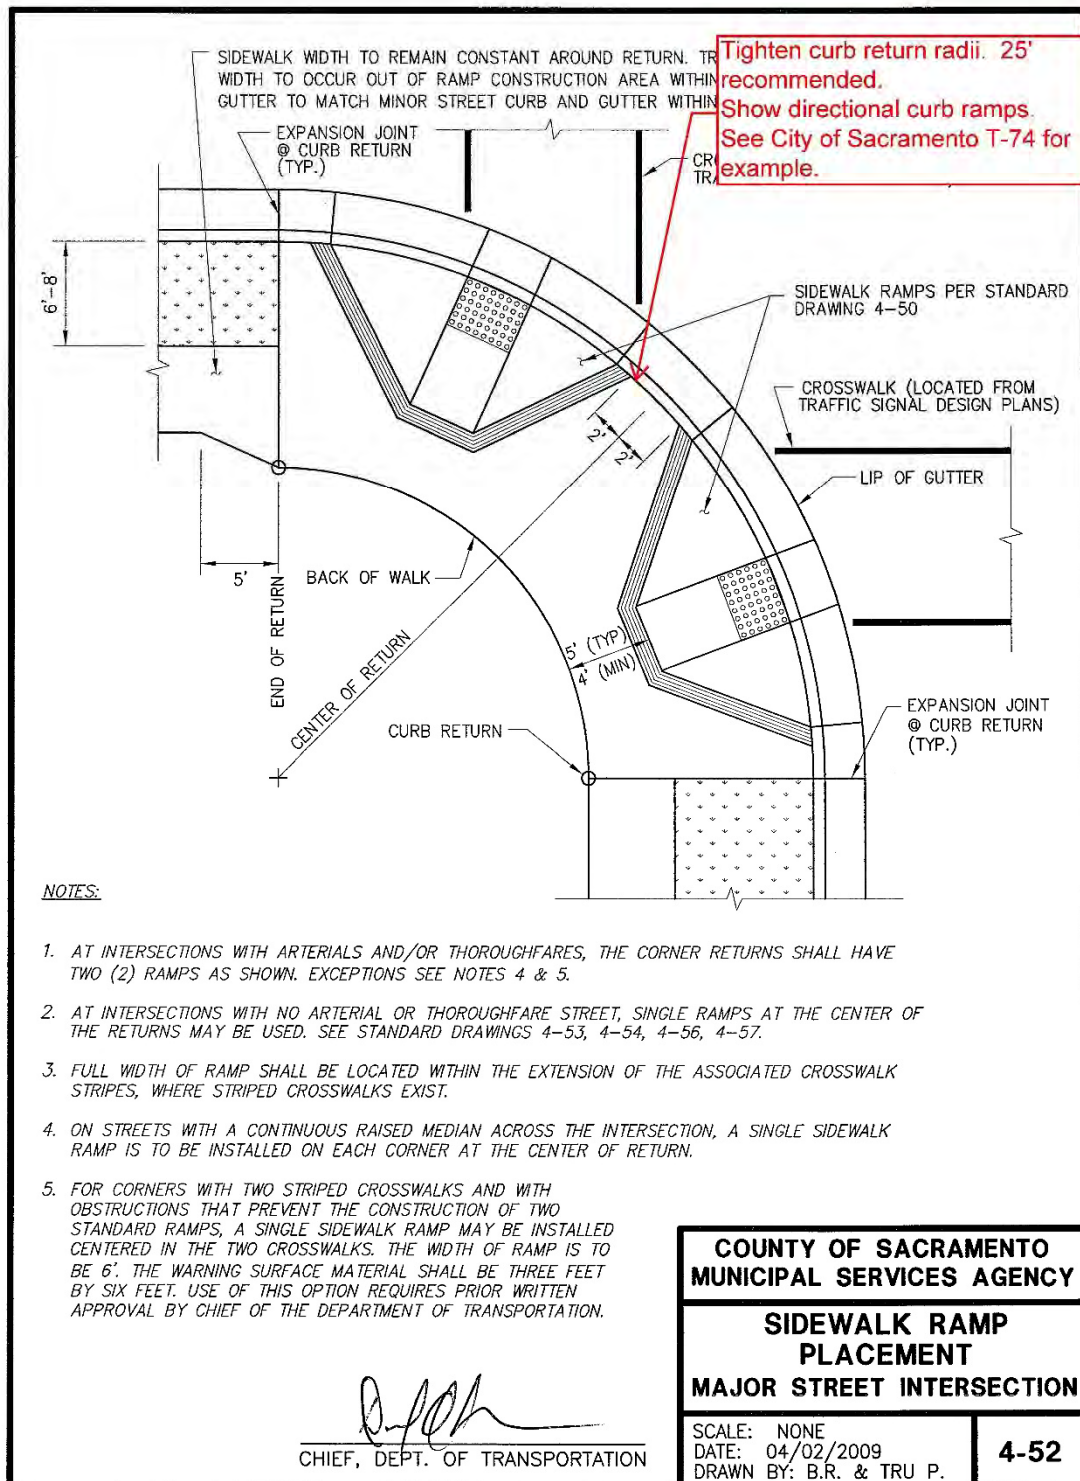 SIDEWALK WIDTH TO REMAIN CONSTANT AROUND RETURN. TR
WIDTH TO OCCUR OUT OF RAMP CONSTRUCTION AREA WITHIN
GUTTER TO MATCH MINOR STREET CURB AND GUTTER WITHIN
Tighten curb return radii. 25'
recommended.
Show directional curb ramps.
See City of Sacramento T-74 for
example.
EXPANSION JOINT
@ CURB RETURN
(TYP.)
CR
TR
6'-8'
SIDEWALK RAMPS PER STANDARD
DRAWING 4-50
CROSSWALK (LOCATED FROM
TRAFFIC SIGNAL DESIGN PLANS)
2'
2'
LIP OF GUTTER
5'
BACK OF WALK
END OF RETURN
CENTER OF RETURN
5' (TYP)
4' (MIN)
CURB RETURN
EXPANSION JOINT
@ CURB RETURN
(TYP.)
NOTES:
1. AT INTERSECTIONS WITH ARTERIALS AND/OR THOROUGHFARES, THE CORNER RETURNS SHALL HAVE
TWO (2) RAMPS AS SHOWN. EXCEPTIONS SEE NOTES 4 & 5.
2. AT INTERSECTIONS WITH NO ARTERIAL OR THOROUGHFARE STREET, SINGLE RAMPS AT THE CENTER OF
THE RETURNS MAY BE USED. SEE STANDARD DRAWINGS 4-53, 4-54, 4-56, 4-57.
3. FULL WIDTH OF RAMP SHALL BE LOCATED WITHIN THE EXTENSION OF THE ASSOCIATED CROSSWALK
STRIPES, WHERE STRIPED CROSSWALKS EXIST.
4. ON STREETS WITH A CONTINUOUS RAISED MEDIAN ACROSS THE INTERSECTION, A SINGLE SIDEWALK
RAMP IS TO BE INSTALLED ON EACH CORNER AT THE CENTER OF RETURN.
5. FOR CORNERS WITH TWO STRIPED CROSSWALKS AND WITH
OBSTRUCTIONS THAT PREVENT THE CONSTRUCTION OF TWO
STANDARD RAMPS, A SINGLE SIDEWALK RAMP MAY BE INSTALLED
CENTERED IN THE TWO CROSSWALKS. THE WIDTH OF RAMP IS TO
BE 6'. THE WARNING SURFACE MATERIAL SHALL BE THREE FEET
BY SIX FEET. USE OF THIS OPTION REQUIRES PRIOR WRITTEN
APPROVAL BY CHIEF OF THE DEPARTMENT OF TRANSPORTATION.
CHIEF, DEPT. OF TRANSPORTATION
COUNTY OF SACRAMENTO
MUNICIPAL SERVICES AGENCY
SIDEWALK RAMP
PLACEMENT
MAJOR STREET INTERSECTION
SCALE: NONE
DATE: 04/02/2009
DRAWN BY: B.R. & TRU P.
4-52